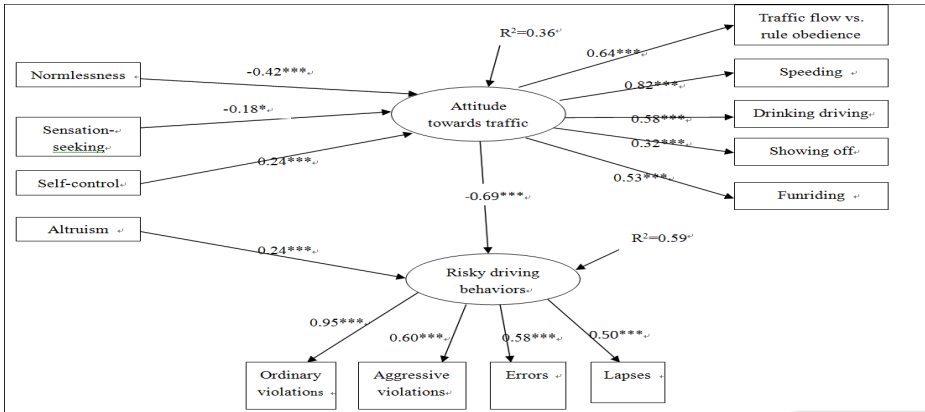 Traffic flow vs.
rule obedience
R²=0.36
0.64***
Normlessness
-0.42***
Speeding
0.82***
Attitude
towards traffic
-0.18*
Drinking driving
0.58***
Sensation-
seeking
0.32***
Showing off
0.24***
Self-control
0.53***
Funriding
-0.69***
Altruism
R²=0.59
0.24***
Risky driving
behaviors
0.95***
0.60***
0.58***
0.50***
Ordinary
violations
Aggressive
violations
Errors
Lapses